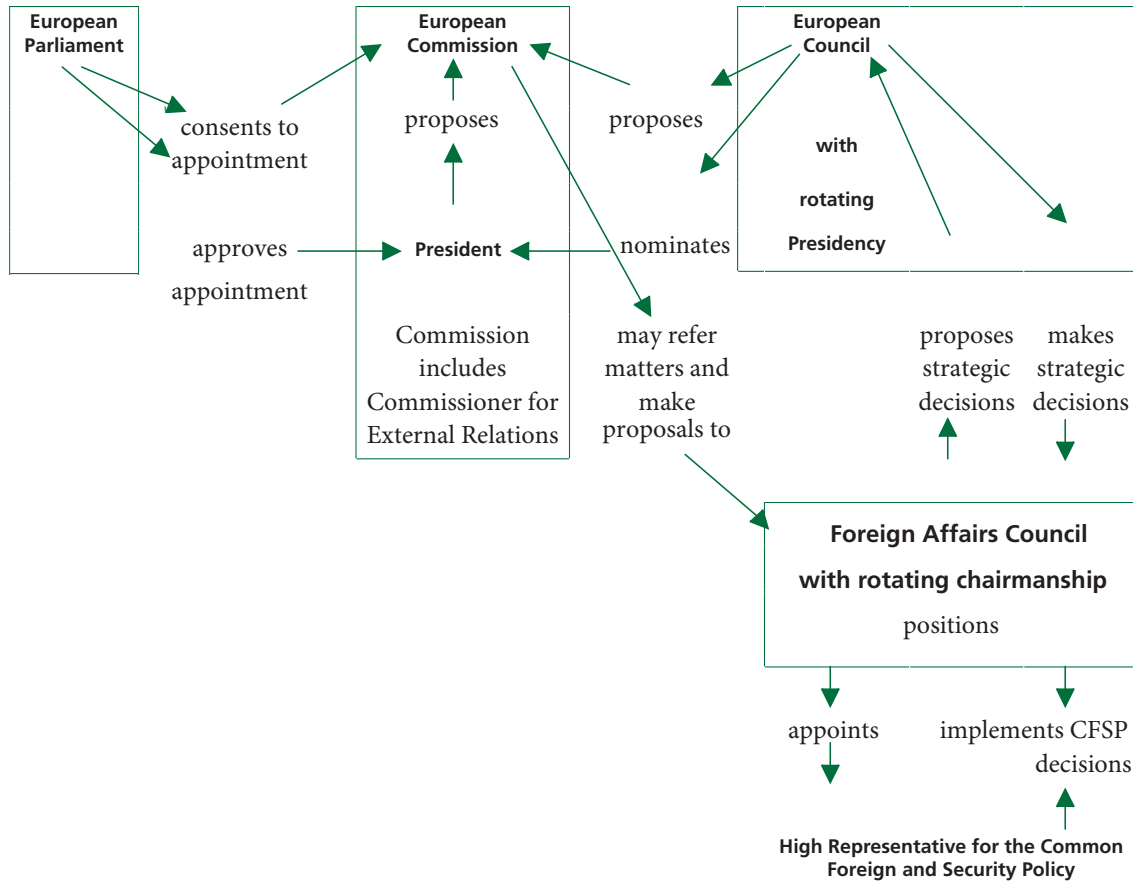 European
Parliament
European
Commission
European
Council
consents to
appointment
proposes
proposes
with
rotating
Presidency
approves
appointment
President
nominates
Commission
includes
Commissioner for
External Relations
may refer
matters and
make
proposals to
proposes
strategic
decisions
makes
strategic
decisions
Foreign Affairs Council
with rotating chairmanship
positions
appoints
implements CFSP
decisions
High Representative for the Common
Foreign and Security Policy